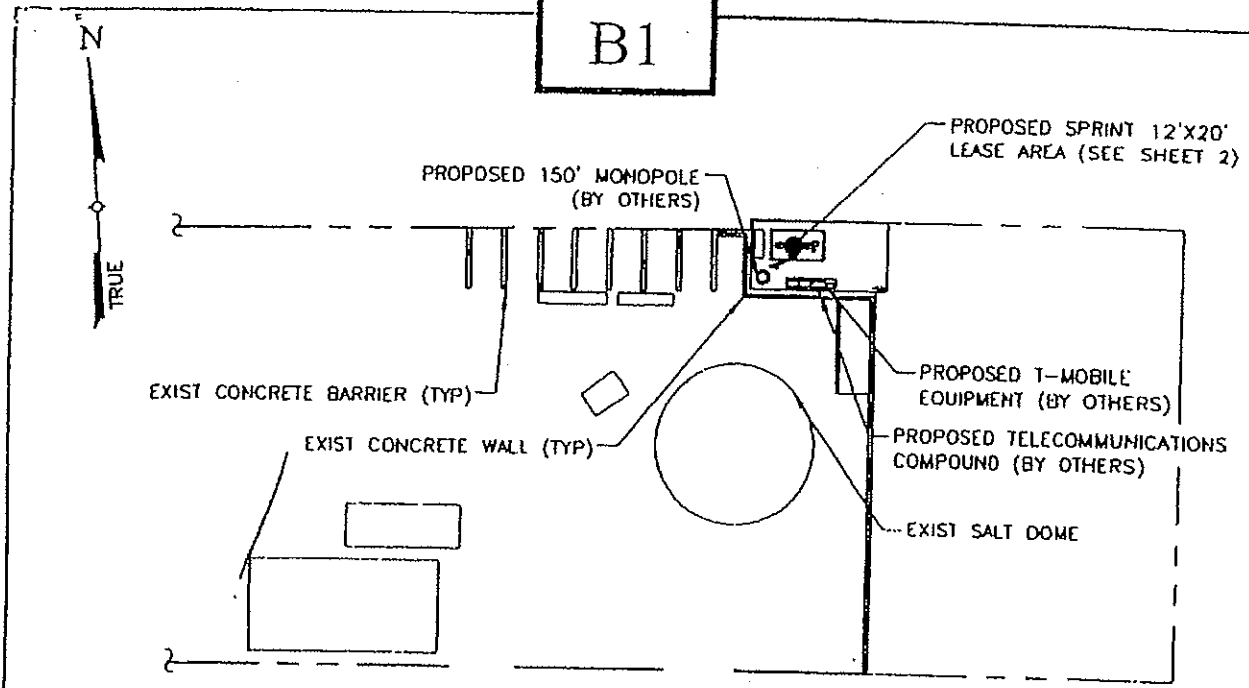 B1
N
TRUE
PROPOSED SPRINT 12'X20'
LEASE AREA (SEE SHEET 2)
PROPOSED 150' MONOPOLE
(BY OTHERS)
EXIST CONCRETE BARRIER (TYP)
EXIST CONCRETE WALL (TYP)
PROPOSED T-MOBILE
EQUIPMENT (BY OTHERS)
PROPOSED TELECOMMUNICATIONS
COMPOUND (BY OTHERS)
EXIST SALT DOME